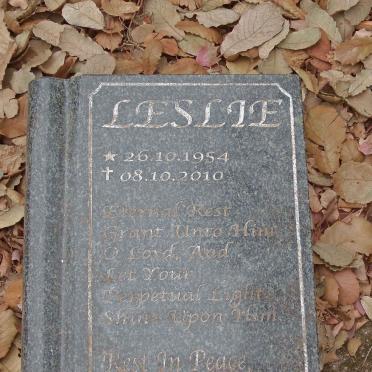 LESLIE
★ 26.10.1954
✝ 08.10.2010
Eternal Rest
Grant Unto Him
O Lord, And
Let Your
Perpetual Light
Shine Upon Him
Rest In Peace